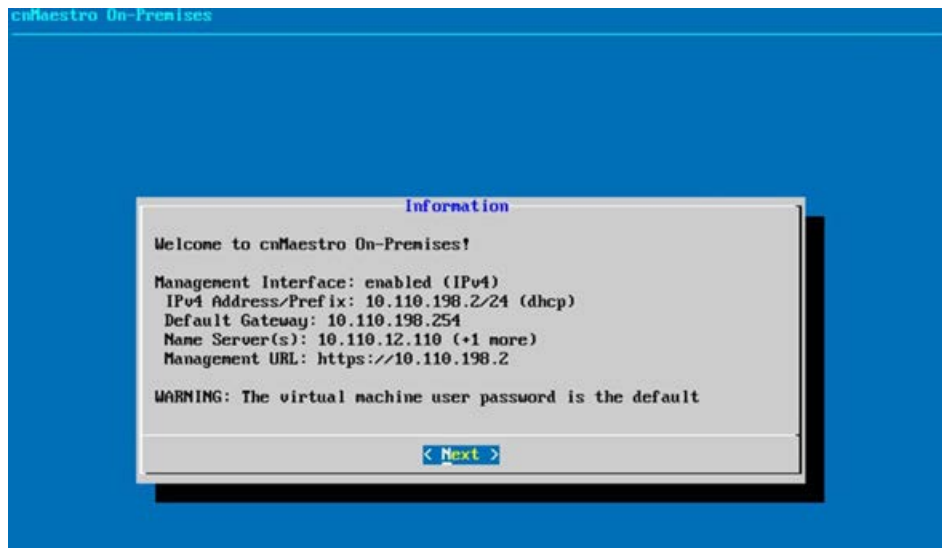 cnMaestro On-Premises
Information
Welcome to cnMaestro On-Premises!
Management Interface: enabled (IPv4)
IPv4 Address/Prefix: 10.110.198.2/24 (dhcp)
Default Gateway: 10.110.198.254
Name Server(s): 10.110.12.110 (+1 more)
Management URL: https://10.110.198.2
WARNING: The virtual machine user password is the default
< Next >